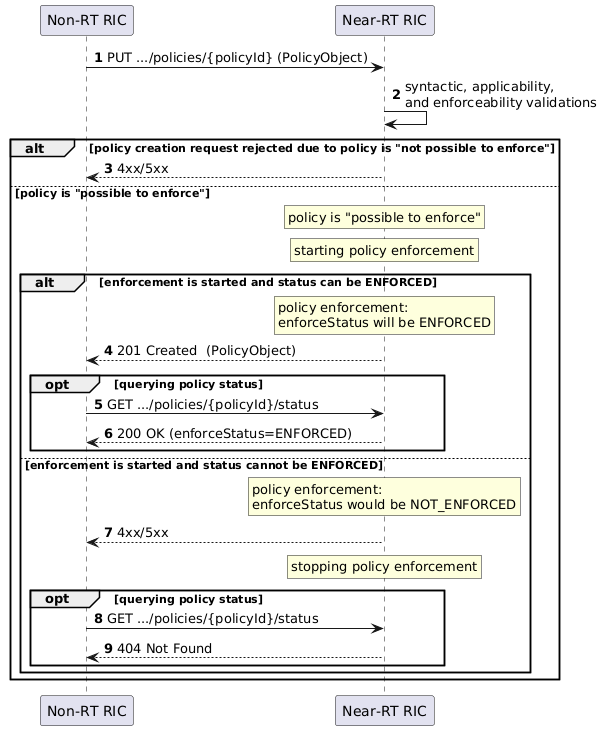 Non-RT RIC
Near-RT RIC
1 PUT .../policies/{policyId} (PolicyObject)
2 syntactic, applicability,
and enforceability validations
alt
[policy creation request rejected due to policy is "not possible to enforce"]
3 4xx/5xx
[policy is "possible to enforce"]
policy is "possible to enforce"
starting policy enforcement
alt
[enforcement is started and status can be ENFORCED]
policy enforcement:
enforceStatus will be ENFORCED
4 201 Created (PolicyObject)
opt
[querying policy status]
5 GET .../policies/{policyId}/status
6 200 OK (enforceStatus=ENFORCED)
[enforcement is started and status cannot be ENFORCED]
policy enforcement:
enforceStatus would be NOT_ENFORCED
7 4xx/5xx
stopping policy enforcement
opt
[querying policy status]
8 GET .../policies/{policyId}/status
9 404 Not Found
Non-RT RIC
Near-RT RIC